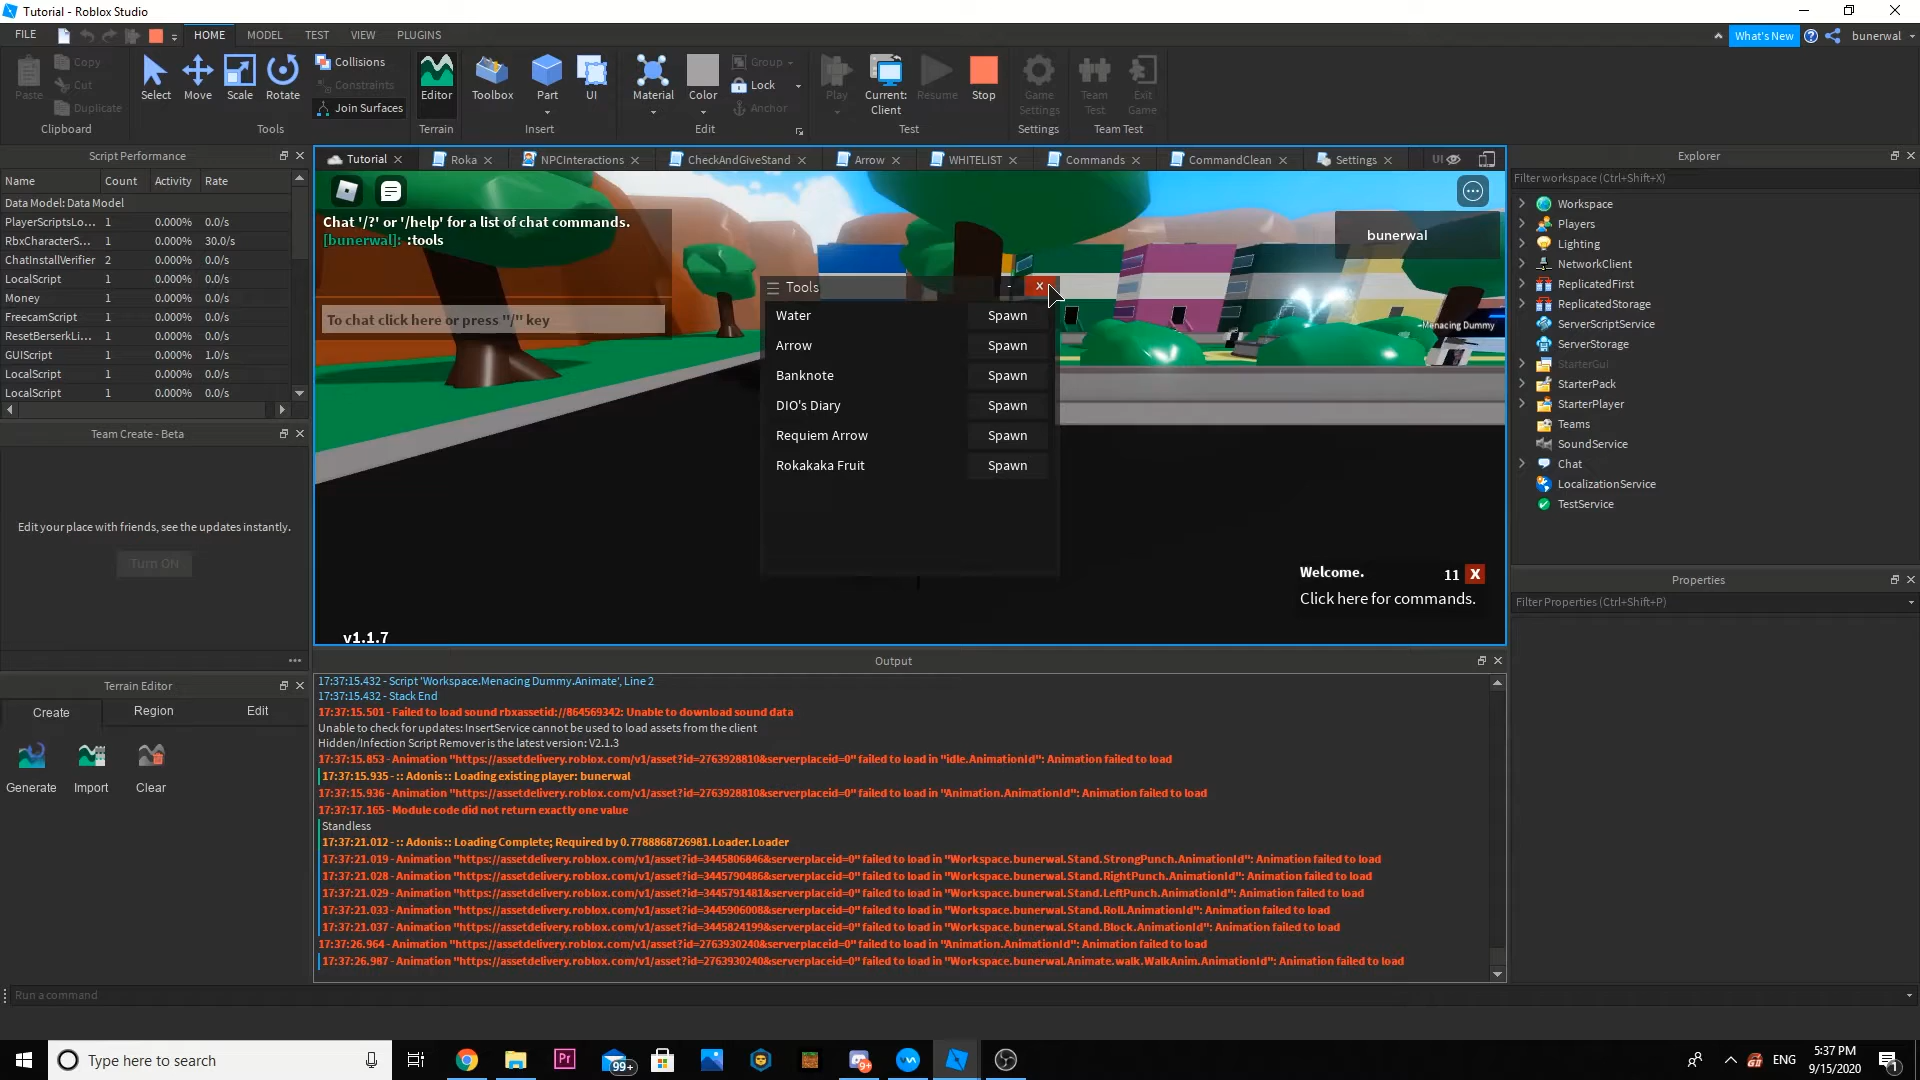 Tutorial - Roblox Studio
FILE
HOME
MODEL
TEST
VIEW
PLUGINS
What's New
bunerwal
Paste
Copy
Cut
Duplicate
Clipboard
Select
Move
Scale
Rotate
Collisions
Constraints
Join Surfaces
Tools
Editor
Terrain
Toolbox
Part
UI
Insert
Material
Color
Group
Lock
Anchor
Edit
Play
Current:
Client
Resume
Stop
Test
Game
Settings
Settings
Team
Test
Exit
Game
Team Test
Script Performance
Name Count Activity Rate
Data Model: Data Model
PlayerScriptsLo... 1 0.000% 0.0/s
RbxCharacterS... 1 0.000% 30.0/s
ChatInstallVerifier 2 0.000% 0.0/s
LocalScript 1 0.000% 0.0/s
Money 1 0.000% 0.0/s
FreecamScript 1 0.000% 0.0/s
ResetBerserkLi... 1 0.000% 0.0/s
GUIScript 1 0.000% 1.0/s
LocalScript 1 0.000% 0.0/s
LocalScript 1 0.000% 0.0/s
Team Create - Beta
Edit your place with friends, see the updates instantly.
Turn ON
Terrain Editor
Create
Region
Edit
Generate
Import
Clear
Tutorial
Roka
NPCInteractions
CheckAndGiveStand
Arrow
WHITELIST
Commands
CommandClean
Settings
UI
Chat '/?' or '/help' for a list of chat commands.
[bunerwal]: :tools
To chat click here or press "/" key
bunerwal
Menacing Dummy
Tools - x
Water Spawn
Arrow Spawn
Banknote Spawn
DIO's Diary Spawn
Requiem Arrow Spawn
Rokakaka Fruit Spawn
Welcome. 11 X
Click here for commands.
v1.1.7
Output
17:37:15.432 - Script 'Workspace.Menacing Dummy.Animate', Line 2
17:37:15.432 - Stack End
17:37:15.501 - Failed to load sound rbxassetid://864569342: Unable to download sound data
Unable to check for updates: InsertService cannot be used to load assets from the client
Hidden/Infection Script Remover is the latest version: V2.1.3
17:37:15.853 - Animation "https://assetdelivery.roblox.com/v1/asset?id=2763928810&serverplaceid=0" failed to load in "idle.AnimationId": Animation failed to load
17:37:15.935 - :: Adonis :: Loading existing player: bunerwal
17:37:15.936 - Animation "https://assetdelivery.roblox.com/v1/asset?id=2763928810&serverplaceid=0" failed to load in "Animation.AnimationId": Animation failed to load
17:37:17.165 - Module code did not return exactly one value
Standless
17:37:21.012 - :: Adonis :: Loading Complete; Required by 0.7788868726981.Loader.Loader
17:37:21.019 - Animation "https://assetdelivery.roblox.com/v1/asset?id=3445806846&serverplaceid=0" failed to load in "Workspace.bunerwal.Stand.StrongPunch.AnimationId": Animation failed to load
17:37:21.028 - Animation "https://assetdelivery.roblox.com/v1/asset?id=3445790486&serverplaceid=0" failed to load in "Workspace.bunerwal.Stand.RightPunch.AnimationId": Animation failed to load
17:37:21.029 - Animation "https://assetdelivery.roblox.com/v1/asset?id=3445791481&serverplaceid=0" failed to load in "Workspace.bunerwal.Stand.LeftPunch.AnimationId": Animation failed to load
17:37:21.033 - Animation "https://assetdelivery.roblox.com/v1/asset?id=3445906008&serverplaceid=0" failed to load in "Workspace.bunerwal.Stand.Roll.AnimationId": Animation failed to load
17:37:21.037 - Animation "https://assetdelivery.roblox.com/v1/asset?id=3445824199&serverplaceid=0" failed to load in "Workspace.bunerwal.Stand.Block.AnimationId": Animation failed to load
17:37:26.964 - Animation "https://assetdelivery.roblox.com/v1/asset?id=2763930240&serverplaceid=0" failed to load in "Animation.AnimationId": Animation failed to load
17:37:26.987 - Animation "https://assetdelivery.roblox.com/v1/asset?id=2763930240&serverplaceid=0" failed to load in "Workspace.bunerwal.Animate.walk.WalkAnim.AnimationId": Animation failed to load
Explorer
Filter workspace (Ctrl+Shift+X)
Workspace
Players
Lighting
NetworkClient
ReplicatedFirst
ReplicatedStorage
ServerScriptService
ServerStorage
StarterGui
StarterPack
StarterPlayer
Teams
SoundService
Chat
LocalizationService
TestService
Properties
Filter Properties (Ctrl+Shift+P)
Run a command
Type here to search
Pr
99+
ENG
5:37 PM
9/15/2020
1